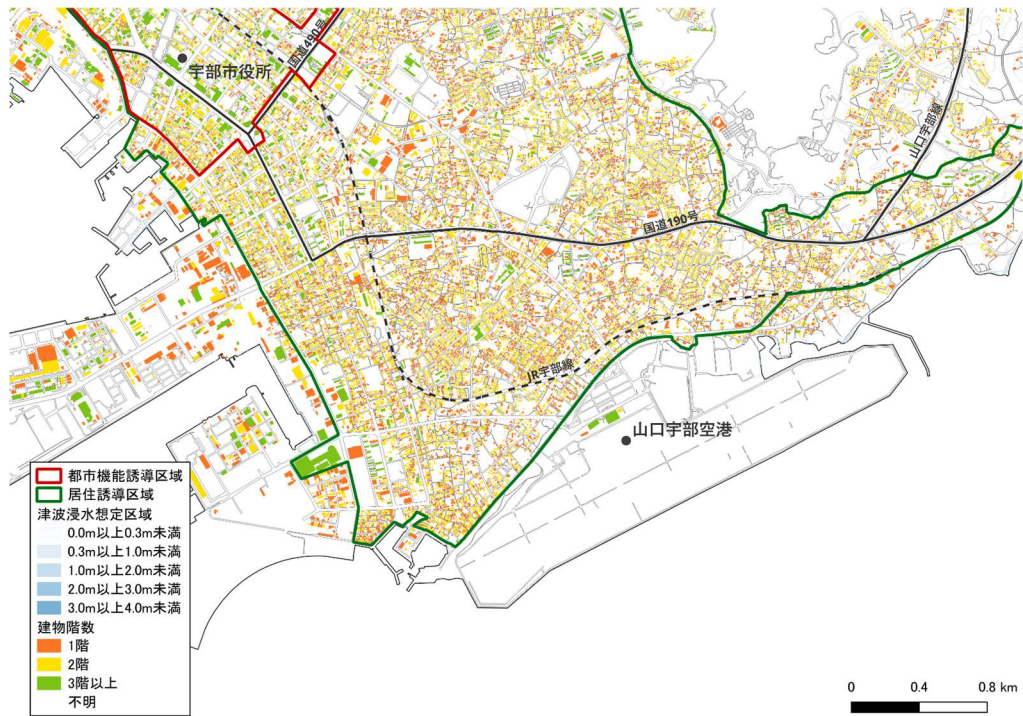 宇部市役所
国道490号
山口宇部線
国道190号
JR宇部線
山口宇部空港
都市機能誘導区域
居住誘導区域
津波浸水想定区域
0.0m以上0.3m未満
0.3m以上1.0m未満
1.0m以上2.0m未満
2.0m以上3.0m未満
3.0m以上4.0m未満
建物階数
1階
2階
3階以上
不明
0 0.4 0.8 km